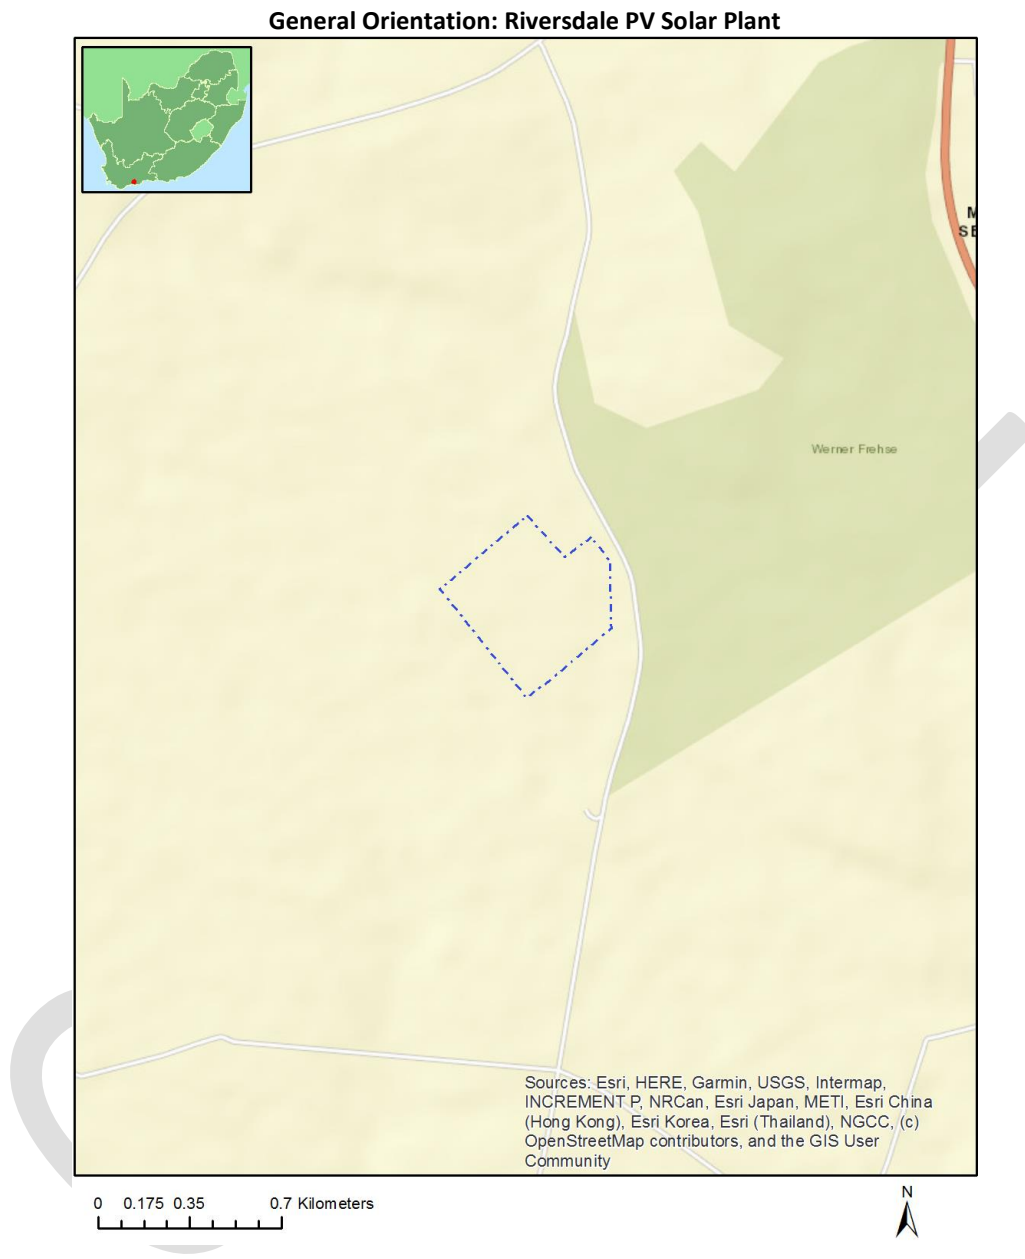 General Orientation: Riversdale PV Solar Plant
M
SE
Werner Frehse
Sources: Esri, HERE, Garmin, USGS, Intermap,
INCREMENT P, NRCan, Esri Japan, METI, Esri China
(Hong Kong), Esri Korea, Esri (Thailand), NGCC, (c)
OpenStreetMap contributors, and the GIS User
Community
0 0.175 0.35 0.7 Kilometers
N